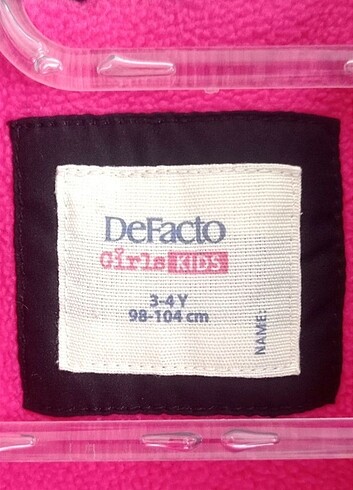 DeFacto
Girls KIDS
3-4 Y
98-104 cm
NAME: